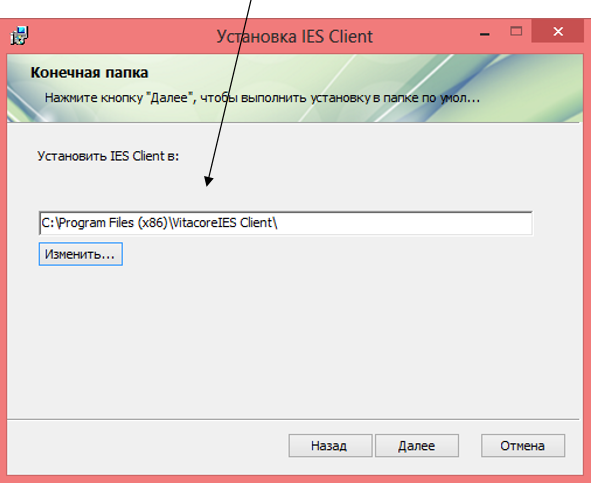 Установка IES Client
Конечная папка
Нажмите кнопку "Далее", чтобы выполнить установку в папке по умол...
Установить IES Client в:
C:\Program Files (x86)\VitacoreIES Client\
Изменить...
Назад Далее Отмена